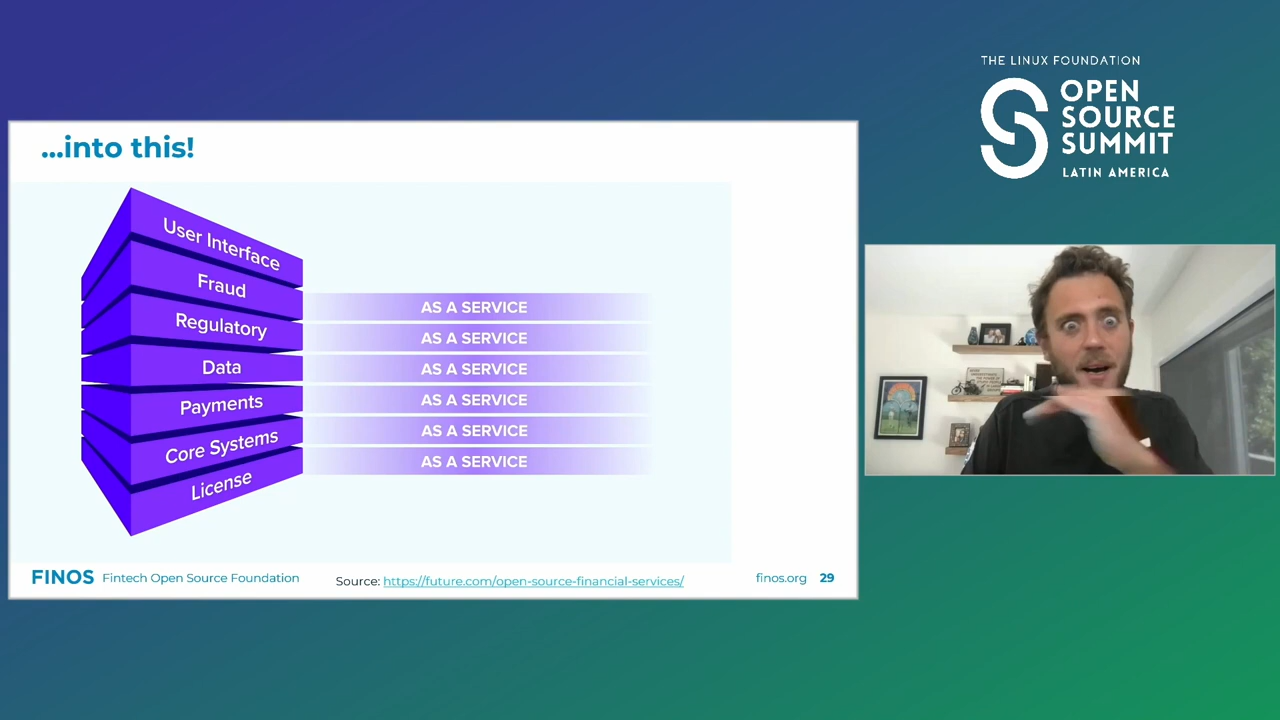 THE LINUX FOUNDATION
OPEN
SOURCE
SUMMIT
LATIN AMERICA
...into this!
User Interface
Fraud
Regulatory
Data
Payments
Core Systems
License
AS A SERVICE
AS A SERVICE
AS A SERVICE
AS A SERVICE
AS A SERVICE
AS A SERVICE
FINOS Fintech Open Source Foundation
Source: https://future.com/open-source-financial-services/
finos.org 29